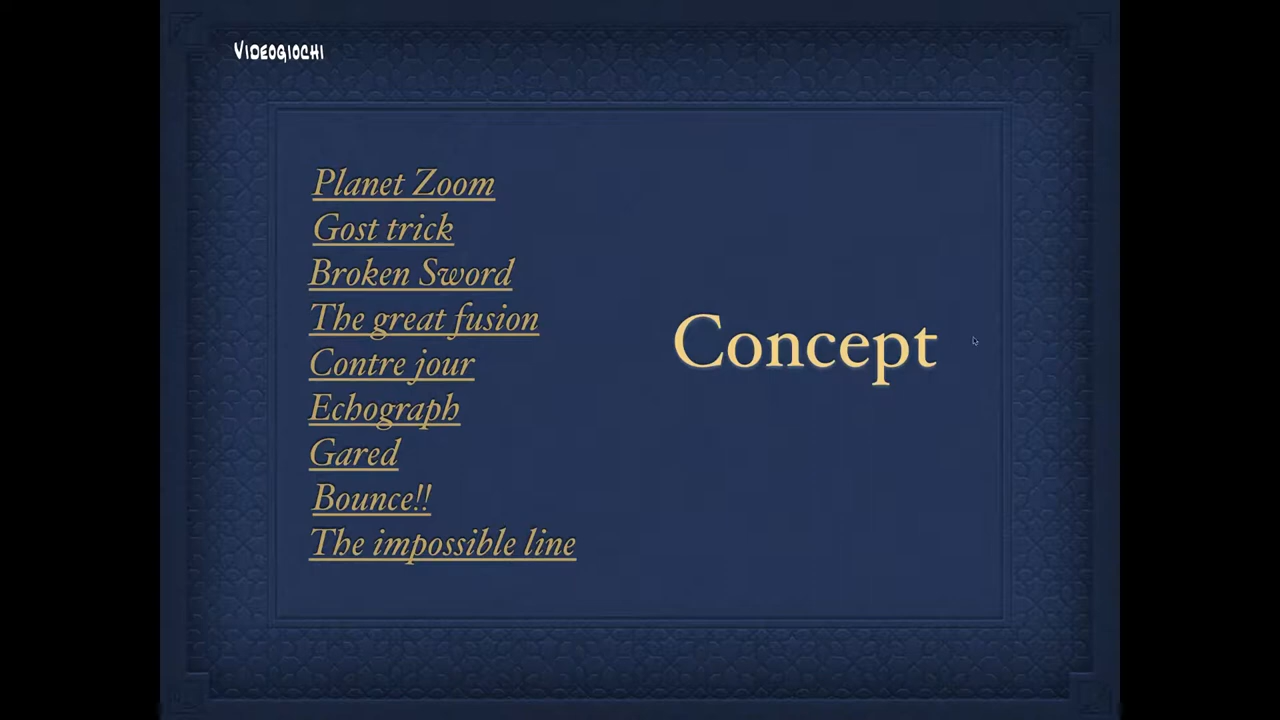 VIDEOGIOCHI
Planet Zoom
Gost trick
Broken Sword
The great fusion
Contre jour
Echograph
Gared
Bounce!!
The impossible line
Concept